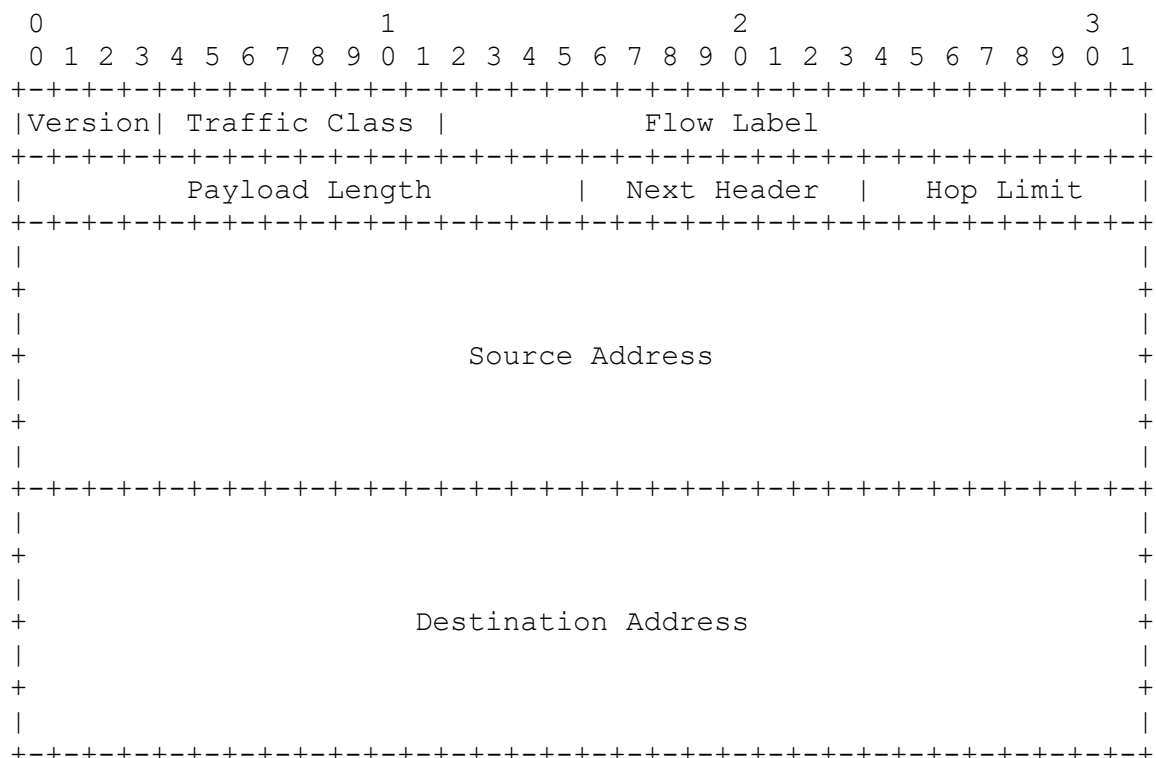 0                   1                   2                   3
0 1 2 3 4 5 6 7 8 9 0 1 2 3 4 5 6 7 8 9 0 1 2 3 4 5 6 7 8 9 0 1
+-+-+-+-+-+-+-+-+-+-+-+-+-+-+-+-+-+-+-+-+-+-+-+-+-+-+-+-+-+-+-+-+
|Version| Traffic Class |           Flow Label                  |
+-+-+-+-+-+-+-+-+-+-+-+-+-+-+-+-+-+-+-+-+-+-+-+-+-+-+-+-+-+-+-+-+
|         Payload Length        |  Next Header  |   Hop Limit   |
+-+-+-+-+-+-+-+-+-+-+-+-+-+-+-+-+-+-+-+-+-+-+-+-+-+-+-+-+-+-+-+-+
|                                                               |
+                                                               +
|                                                               |
+                         Source Address                        +
|                                                               |
+                                                               +
|                                                               |
+-+-+-+-+-+-+-+-+-+-+-+-+-+-+-+-+-+-+-+-+-+-+-+-+-+-+-+-+-+-+-+-+
|                                                               |
+                                                               +
|                                                               |
+                      Destination Address                      +
|                                                               |
+                                                               +
|                                                               |
+-+-+-+-+-+-+-+-+-+-+-+-+-+-+-+-+-+-+-+-+-+-+-+-+-+-+-+-+-+-+-+-+